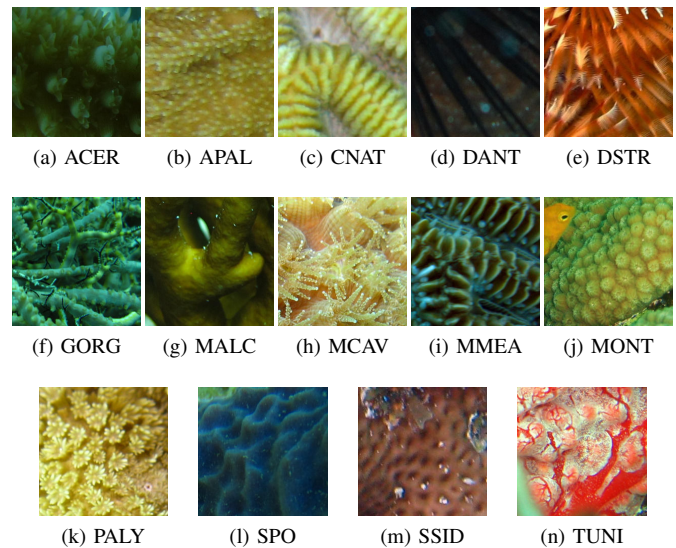 (a) ACER (b) APAL (c) CNAT (d) DANT (e) DSTR
(f) GORG (g) MALC (h) MCAV (i) MMEA (j) MONT
(k) PALY (l) SPO (m) SSID (n) TUNI